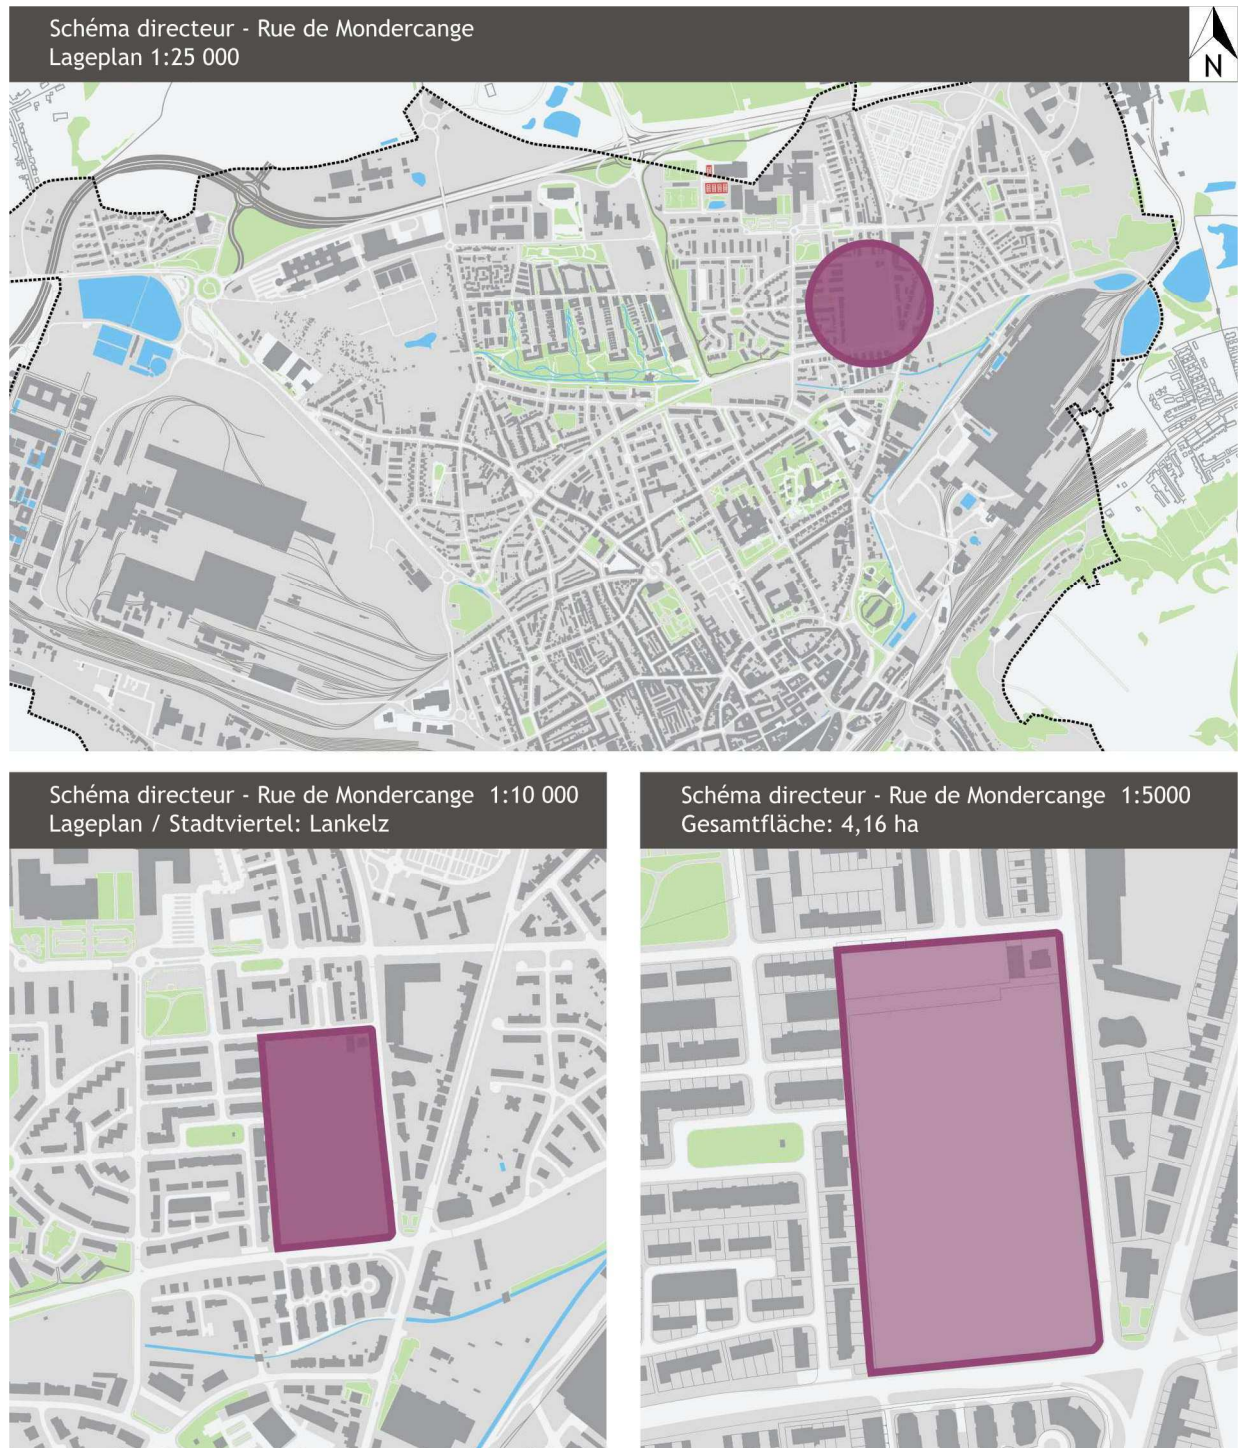 Schéma directeur - Rue de Mondercange
Lageplan 1:25 000
N
Schéma directeur - Rue de Mondercange 1:10 000
Lageplan / Stadtviertel: Lankelz
Schéma directeur - Rue de Mondercange 1:5000
Gesamtfläche: 4,16 ha